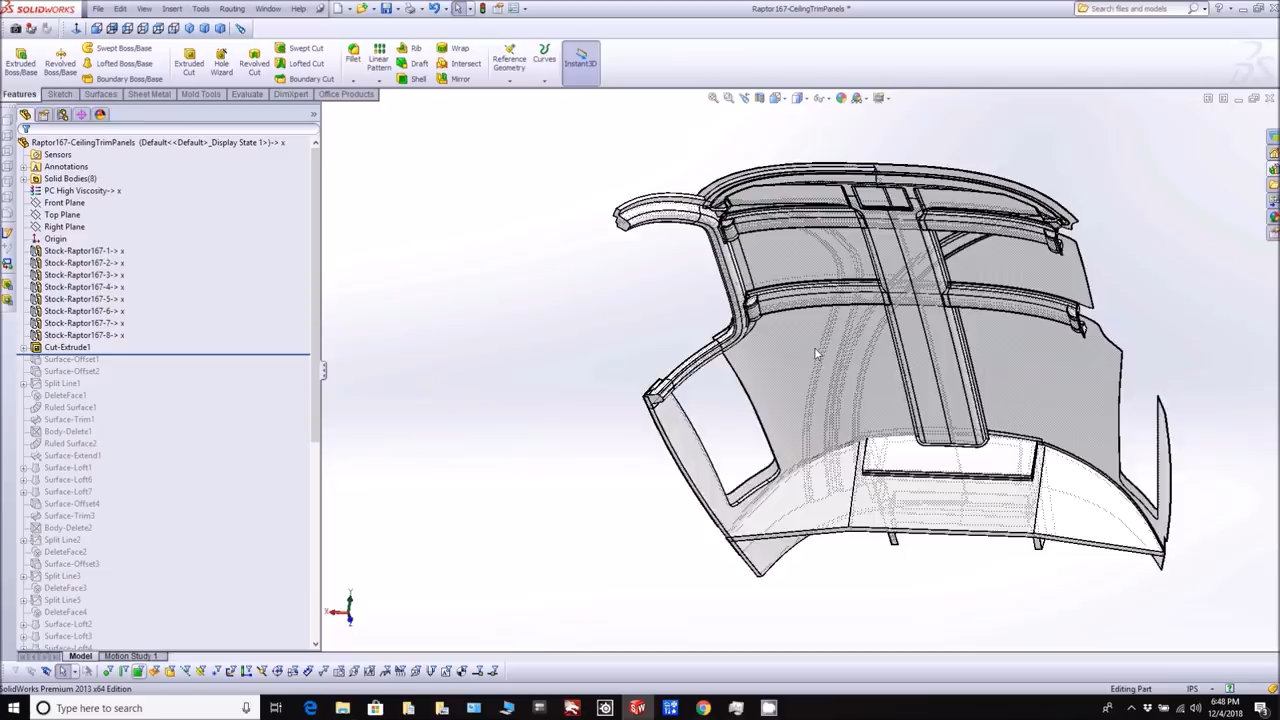 SOLIDWORKS File Edit View Insert Tools Routing Window Help Raptor167-CeilingTrimPanels * Search files and models
Extruded Boss/Base
Revolved Boss/Base
Swept Boss/Base
Lofted Boss/Base
Boundary Boss/Base
Extruded Cut
Hole Wizard
Revolved Cut
Swept Cut
Lofted Cut
Boundary Cut
Fillet
Linear Pattern
Rib
Draft
Shell
Wrap
Intersect
Mirror
Reference Geometry
Curves
Instant3D
Features Sketch Surfaces Sheet Metal Mold Tools Evaluate DimXpert Office Products
Raptor167-CeilingTrimPanels (Default<<Default>_Display State 1>)-> x
Sensors
Annotations
Solid Bodies(8)
PC High Viscosity-> x
Front Plane
Top Plane
Right Plane
Origin
Stock-Raptor167-1-> x
Stock-Raptor167-2-> x
Stock-Raptor167-3-> x
Stock-Raptor167-4-> x
Stock-Raptor167-5-> x
Stock-Raptor167-6-> x
Stock-Raptor167-7-> x
Stock-Raptor167-8-> x
Cut-Extrude1
Surface-Offset1
Surface-Offset2
Split Line1
DeleteFace1
Ruled Surface1
Surface-Trim1
Body-Delete1
Ruled Surface2
Surface-Extend1
Surface-Loft1
Surface-Loft6
Surface-Loft7
Surface-Offset4
Surface-Trim3
Body-Delete2
Split Line2
DeleteFace2
Surface-Offset3
Split Line3
DeleteFace3
Split Line5
DeleteFace4
Surface-Loft2
Surface-Loft3
Surface-Loft4
Model Motion Study 1
SolidWorks Premium 2013 x64 Edition Editing Part IPS
Type here to search
6:48 PM
12/4/2018